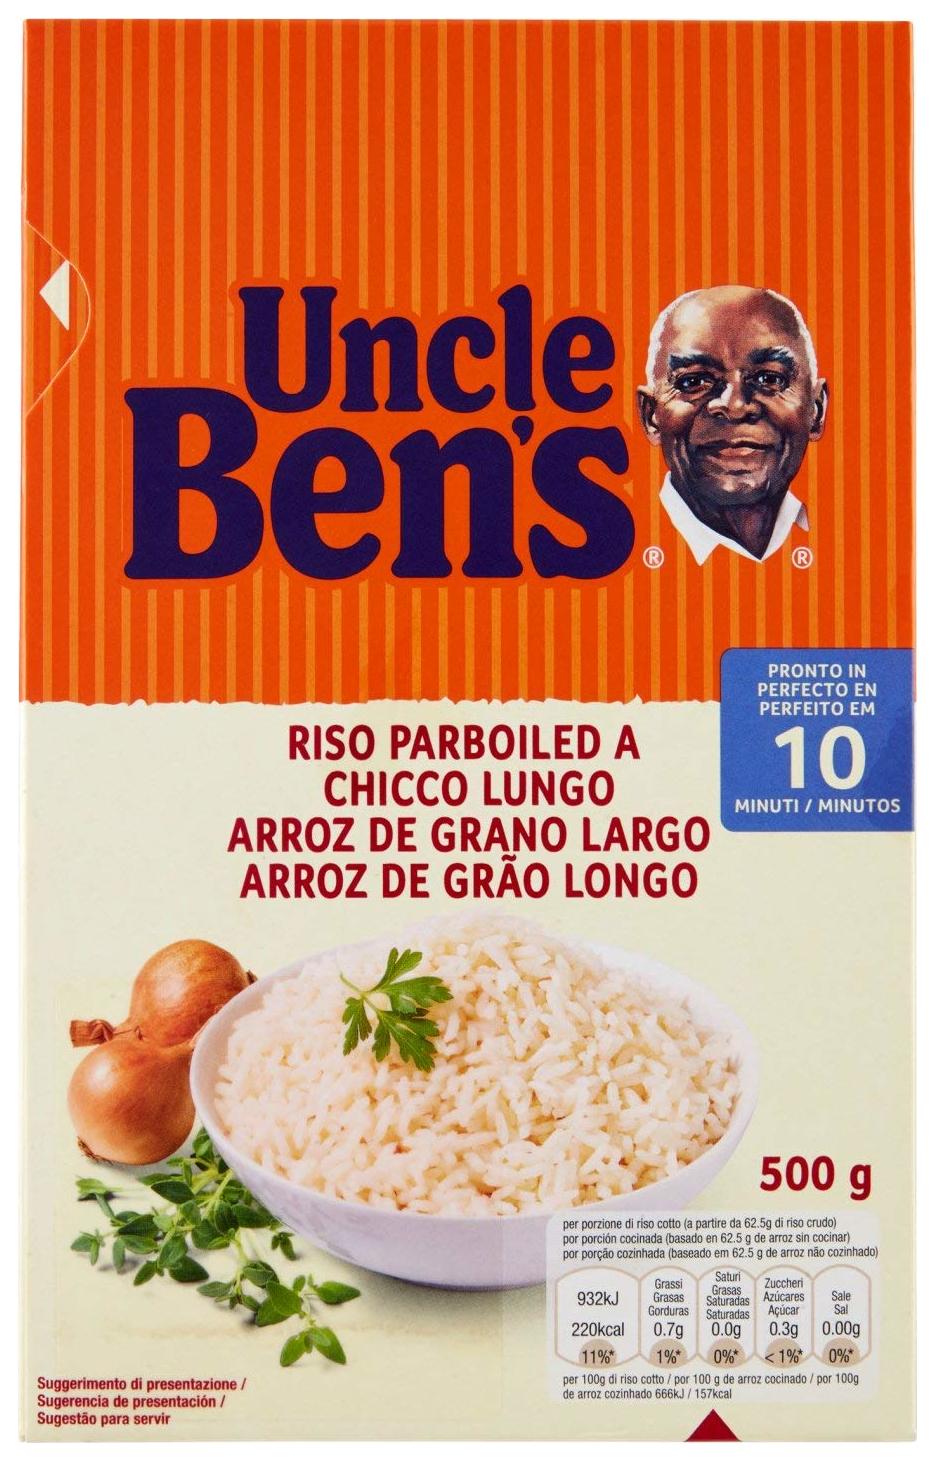 Uncle
Ben's
®
®
PRONTO IN
PERFECTO EN
PERFEITO EM
10
MINUTI / MINUTOS
RISO PARBOILED A
CHICCO LUNGO
ARROZ DE GRANO LARGO
ARROZ DE GRÃO LONGO
500 g
per porzione di riso cotto (a partire da 62.5g di riso crudo)
por porción cocinada (basado en 62.5 g de arroz sin cocinar)
por porção cozinhada (baseado em 62.5 g de arroz não cozinhado)
932kJ
220kcal
11%*
Grassi
Grasas
Gorduras
0.7g
1%*
Saturi
Grasas
Saturadas
Saturadas
0.0g
0%*
Zuccheri
Azúcares
Açúcar
0.3g
< 1%*
Sale
Sal
0.00g
0%*
per 100g di riso cotto / por 100 g de arroz cocinado / por 100g
de arroz cozinhado 666kJ / 157kcal
Suggerimento di presentazione /
Sugerencia de presentación /
Sugestão para servir